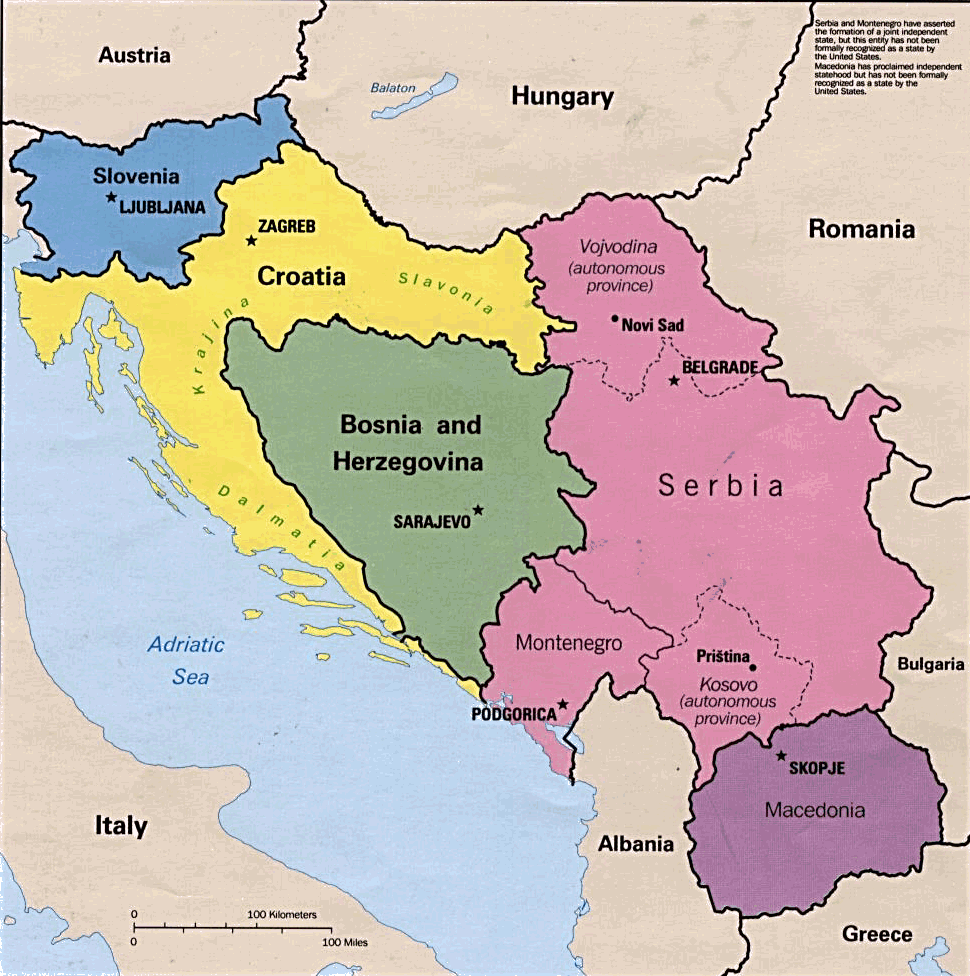 Serbia and Montenegro have asserted
the formation of a joint independent
state, but this entity has not been
formally recognized as a state by
the United States.
Macedonia has proclaimed independent
statehood but has not been formally
recognized as a state by the
United States.
Austria
Balaton
Hungary
Slovenia
LJUBLJANA
ZAGREB
Croatia
Slavonia
Krajina
Romania
Vojvodina
(autonomous
province)
Novi Sad
BELGRADE
Bosnia and
Herzegovina
SARAJEVO
Serbia
Dalmatia
Adriatic
Sea
Montenegro
PODGORICA
Priština
Kosovo
(autonomous
province)
Bulgaria
SKOPJE
Macedonia
Italy
Albania
Greece
0 100 Kilometers
0 100 Miles